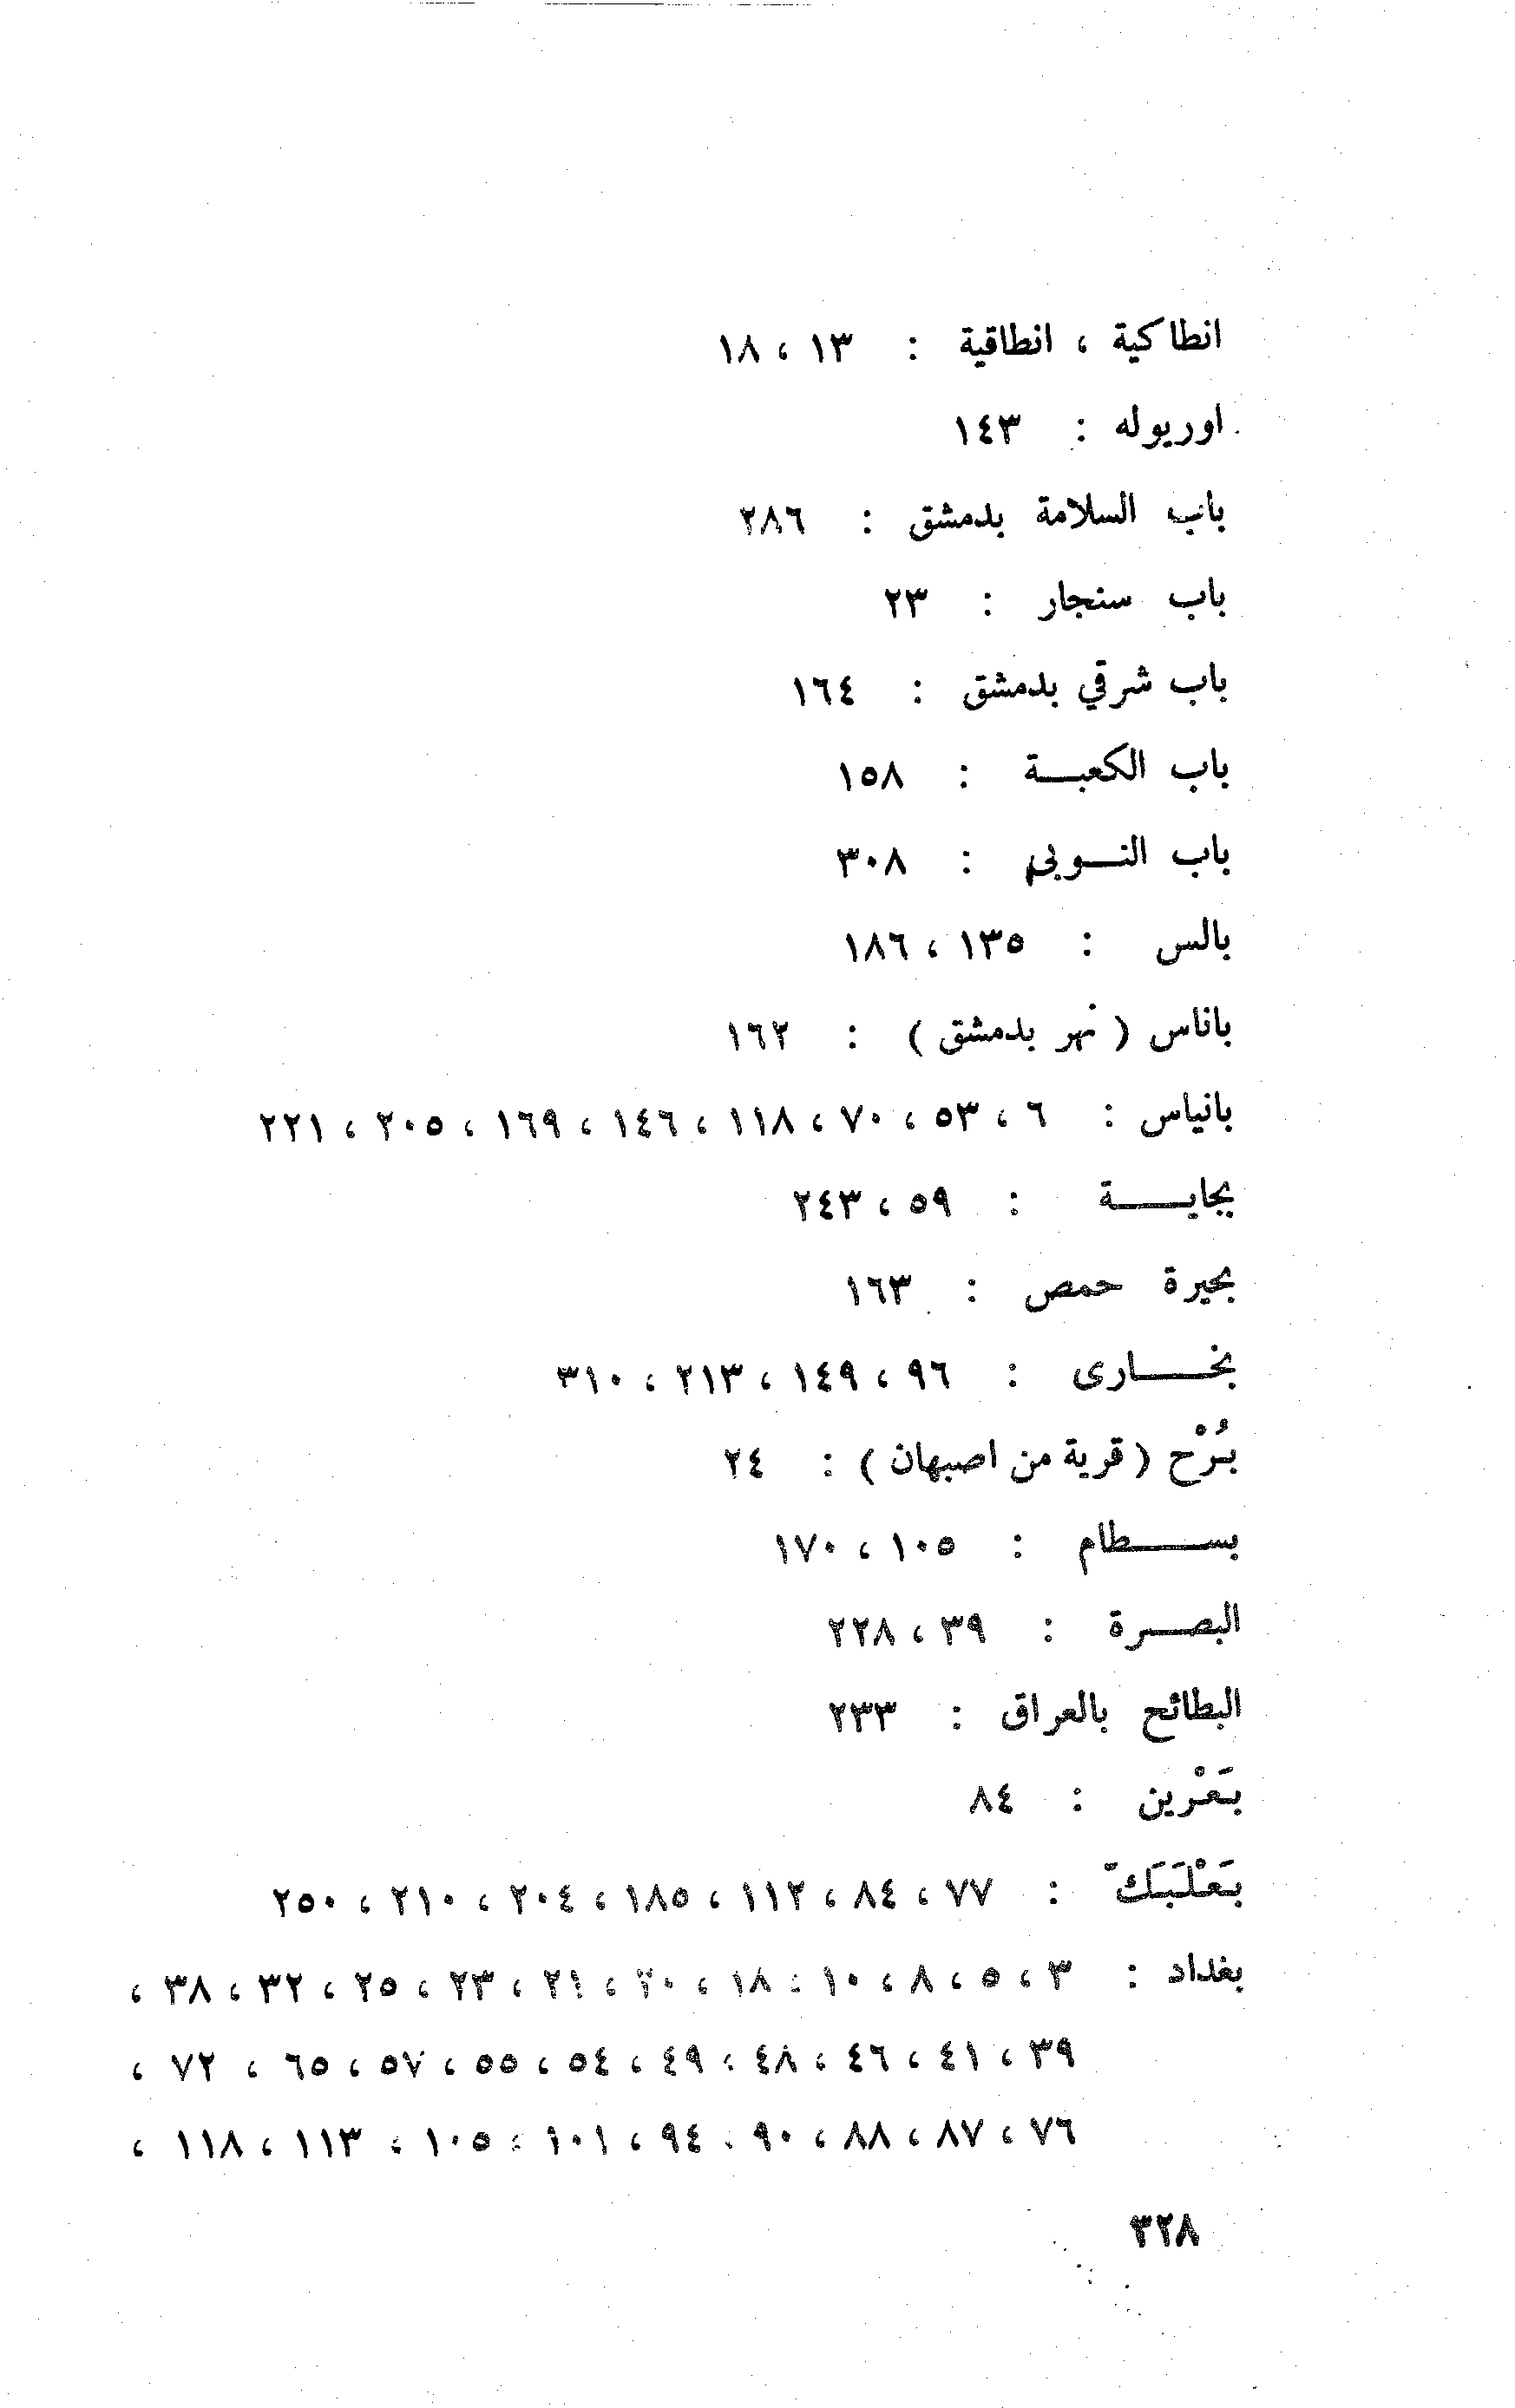 انطاكية ، انطاقية : ١٣ ، ١٨
اوريوله : ١٤٣
باب السلامة بدمشق : ٢٨٦
باب سنجار : ٢٣
باب شرقي بدمشق : ١٦٤
باب الكعبة : ١٥٨
باب النوبي : ٣٠٨
بالس : ١٣٥ ، ١٨٦
باناس ( نهر بدمشق ) : ١٦٢
بانياس : ٦ ، ٥٣ ، ٧٠ ، ١١٨ ، ١٤٦ ، ١٦٩ ، ٢٠٥ ، ٢٢١
بجاية : ٥٩ ، ٢٤٣
بحيرة حمص : ١٦٣
بخارى : ٩٦ ، ١٤٩ ، ٢١٣ ، ٣١٠
بُرْح ( قرية من اصبهان ) : ٢٤
بسطام : ١٠٥ ، ١٧٠
البصرة : ٣٩ ، ٢٢٨
البطائح بالعراق : ٢٣٣
بَعْرين : ٨٤
بَعْلَبَكّ : ٧٧ ، ٨٤ ، ١١٢ ، ١٨٥ ، ٢٠٤ ، ٢١٠ ، ٢٥٠
بغداد : ٣ ، ٥ ، ٨ ، ١٠ ، ١٨ ، ٢٠ ، ٢١ ، ٢٣ ، ٢٥ ، ٣٢ ، ٣٨ ،
٣٩ ، ٤١ ، ٤٦ ، ٤٨ ، ٤٩ ، ٥٤ ، ٥٥ ، ٥٧ ، ٦٥ ، ٧٢ ،
٧٦ ، ٨٧ ، ٨٨ ، ٩٠ ، ٩٤ ، ١٠١ ، ١٠٥ ، ١١٣ ، ١١٨ ،
٣٢٨